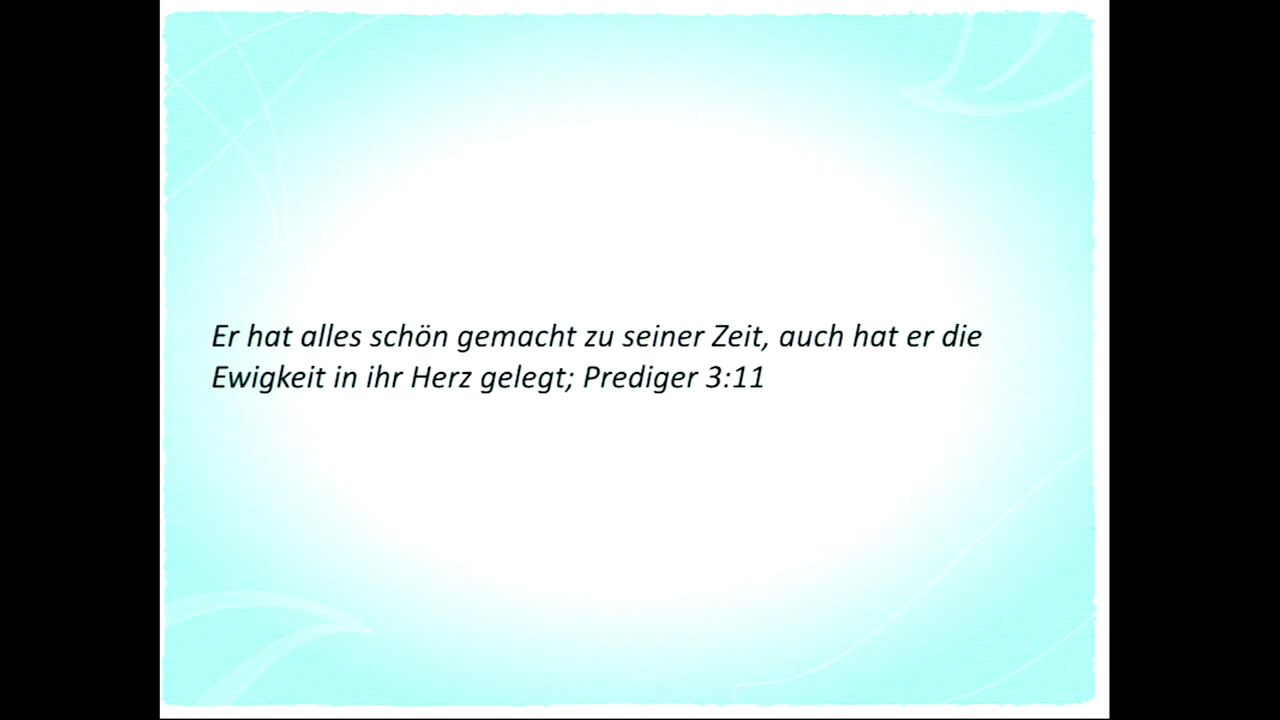 Er hat alles schön gemacht zu seiner Zeit, auch hat er die
Ewigkeit in ihr Herz gelegt; Prediger 3:11